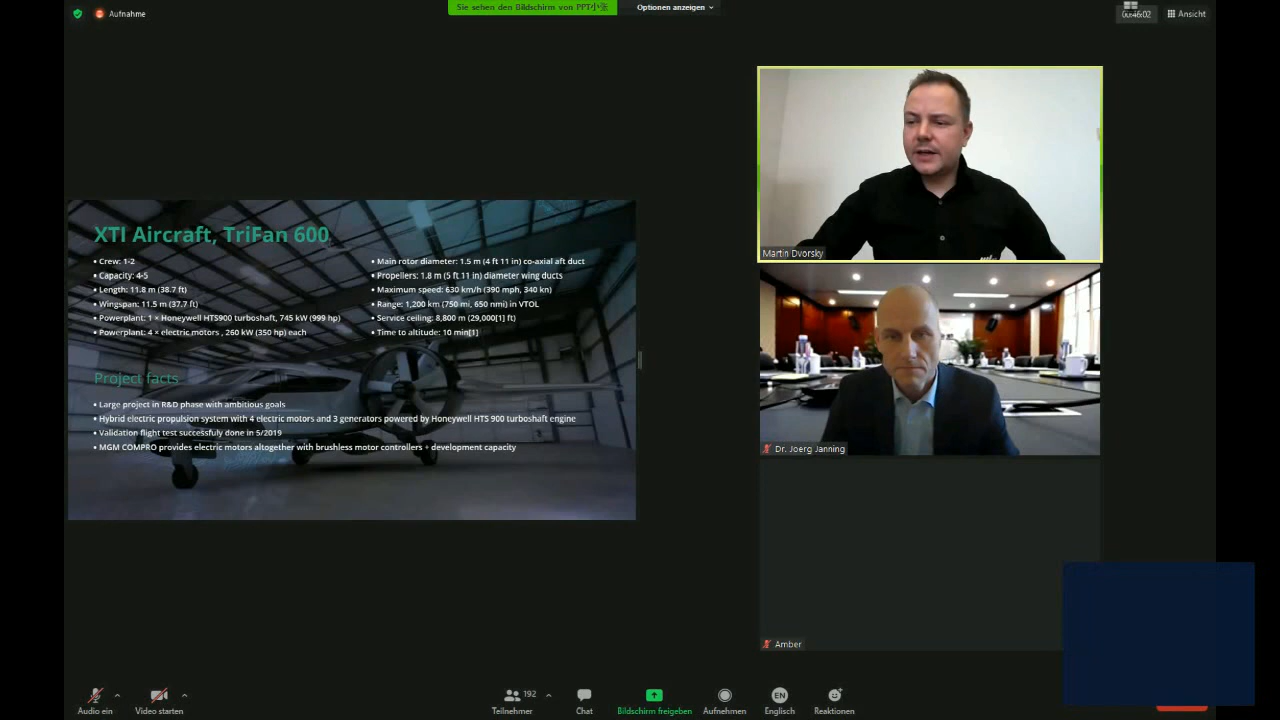 Aufnahme
Sie sehen den Bildschirm von PPT小张
Optionen anzeigen
00:46:02
Ansicht
XTI Aircraft, TriFan 600
• Crew: 1-2
• Capacity: 4-5
• Length: 11.8 m (38.7 ft)
• Wingspan: 11.5 m (37.7 ft)
• Powerplant: 1 × Honeywell HTS900 turboshaft, 745 kW (999 hp)
• Powerplant: 4 × electric motors , 260 kW (350 hp) each
• Main rotor diameter: 1.5 m (4 ft 11 in) co-axial aft duct
• Propellers: 1.8 m (5 ft 11 in) diameter wing ducts
• Maximum speed: 630 km/h (390 mph, 340 kn)
• Range: 1,200 km (750 mi, 650 nmi) in VTOL
• Service ceiling: 8,800 m (29,000[1] ft)
• Time to altitude: 10 min[1]
Project facts
• Large project in R&D phase with ambitious goals
• Hybrid electric propulsion system with 4 electric motors and 3 generators powered by Honeywell HTS 900 turboshaft engine
• Validation flight test successfuly done in 5/2019
• MGM COMPRO provides electric motors altogether with brushless motor controllers + development capacity
Martin Dvorsky
Dr. Joerg Janning
Amber
Audio ein
Video starten
192
Teilnehmer
Chat
Bildschirm freigeben
Aufnehmen
EN
Englisch
Reaktionen